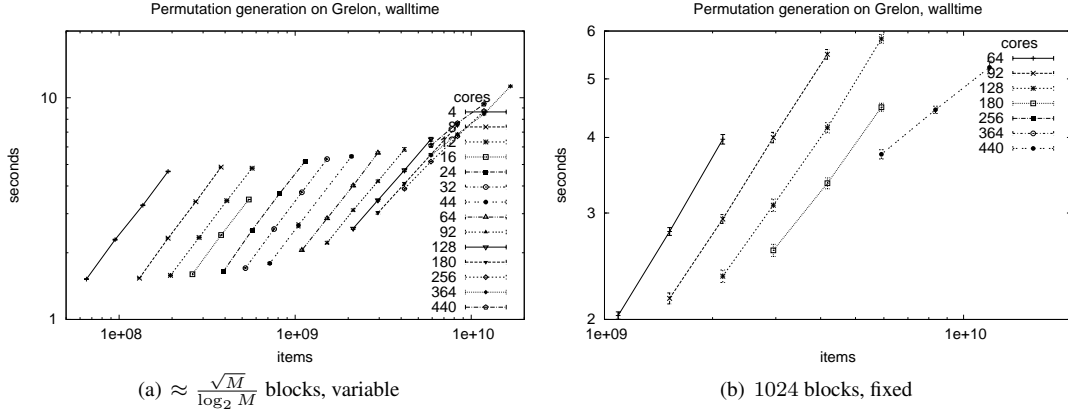 Permutation generation on Grelon, walltime
10
1
seconds
1e+08
1e+09
1e+10
items
cores
4
8
12
16
24
32
44
64
92
128
180
256
364
440
(a) ≈ √M / log₂ M blocks, variable
Permutation generation on Grelon, walltime
6
5
4
3
2
seconds
1e+09
1e+10
items
cores
64
92
128
180
256
364
440
(b) 1024 blocks, fixed